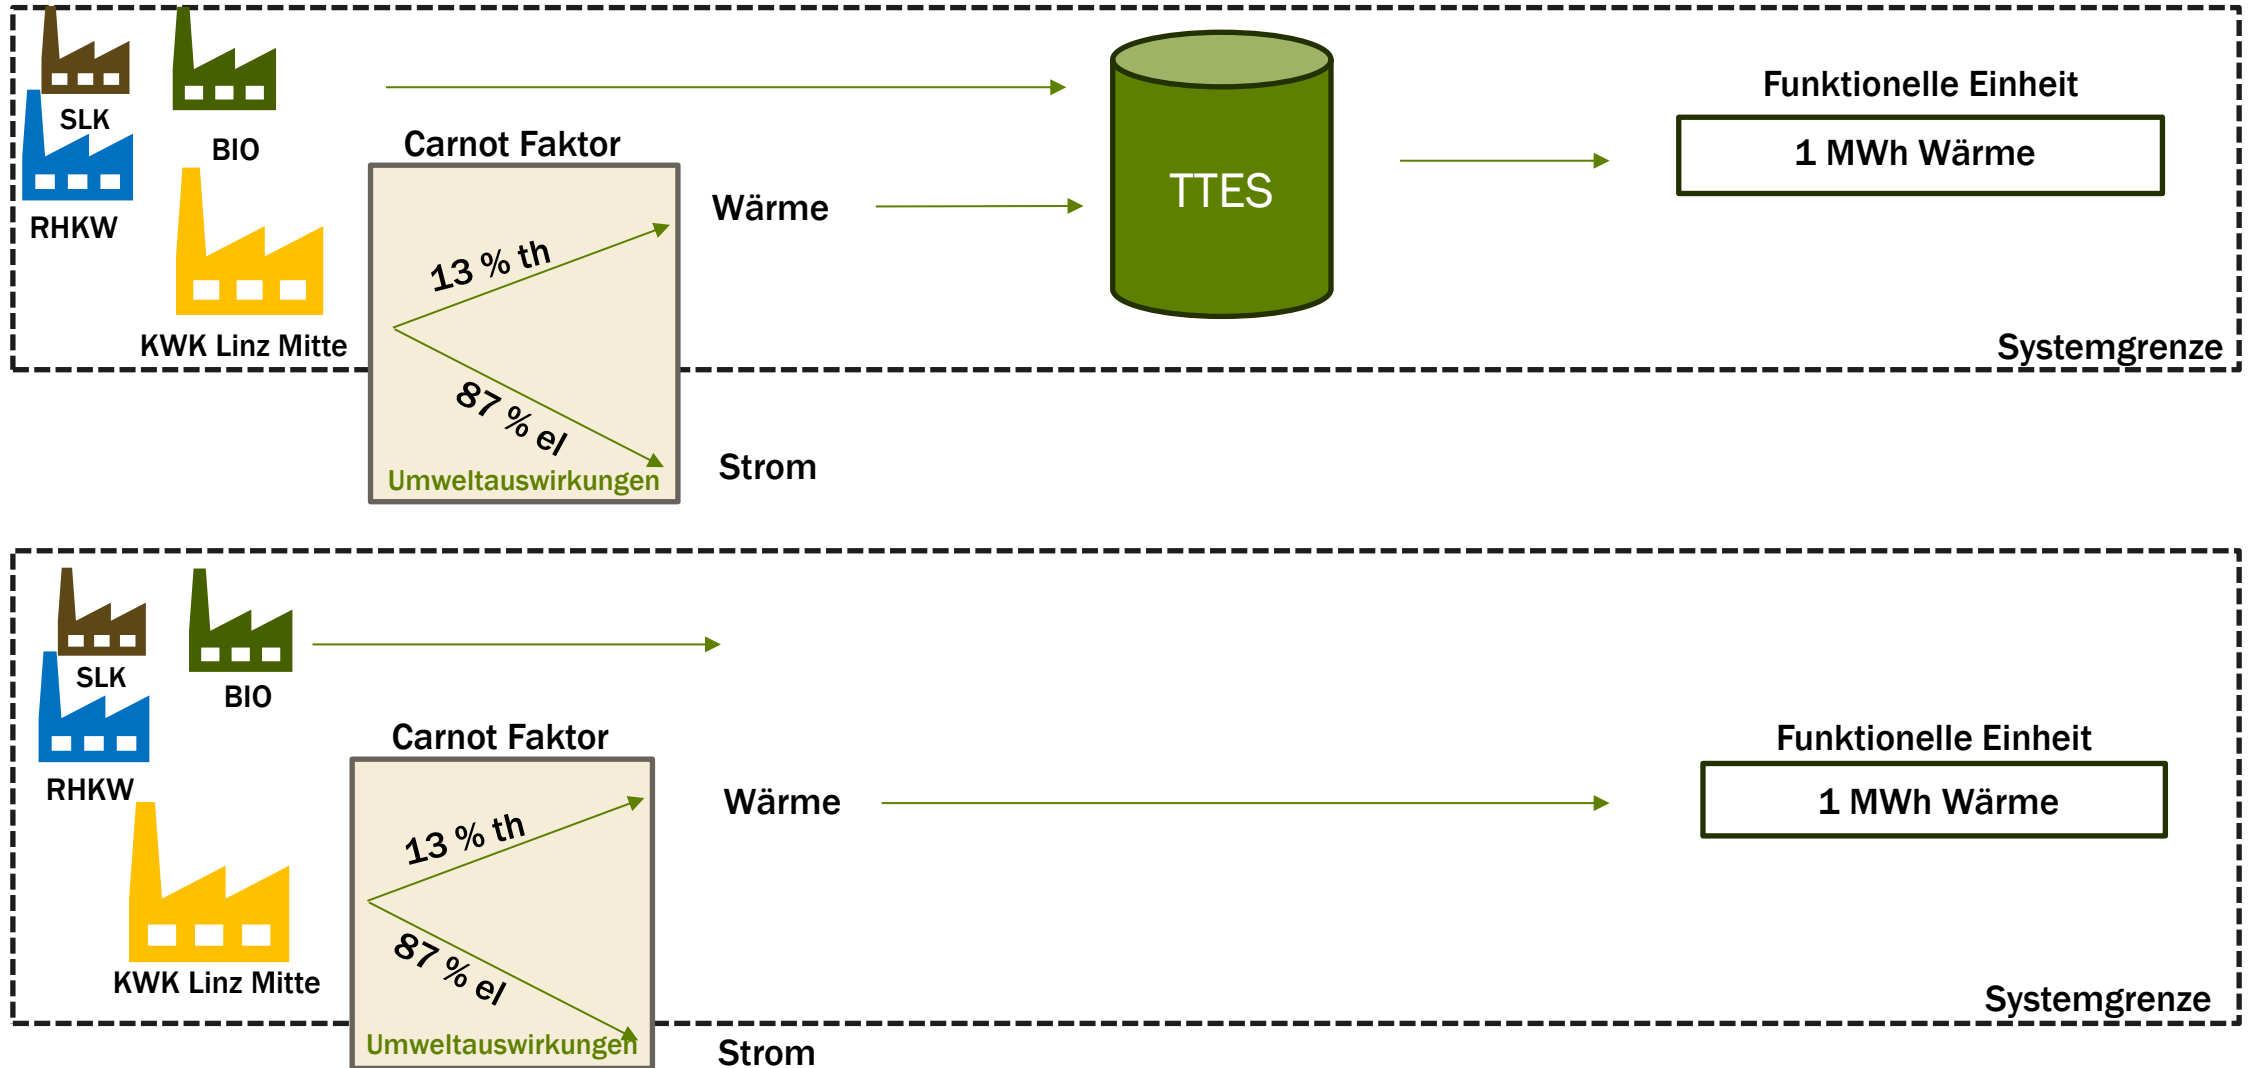 SLK
BIO
RHKW
KWK Linz Mitte
Carnot Faktor
13 % th
87 % el
Umweltauswirkungen
Wärme
Strom
TTES
Funktionelle Einheit
1 MWh Wärme
Systemgrenze
SLK
BIO
RHKW
KWK Linz Mitte
Carnot Faktor
13 % th
87 % el
Umweltauswirkungen
Wärme
Strom
Funktionelle Einheit
1 MWh Wärme
Systemgrenze